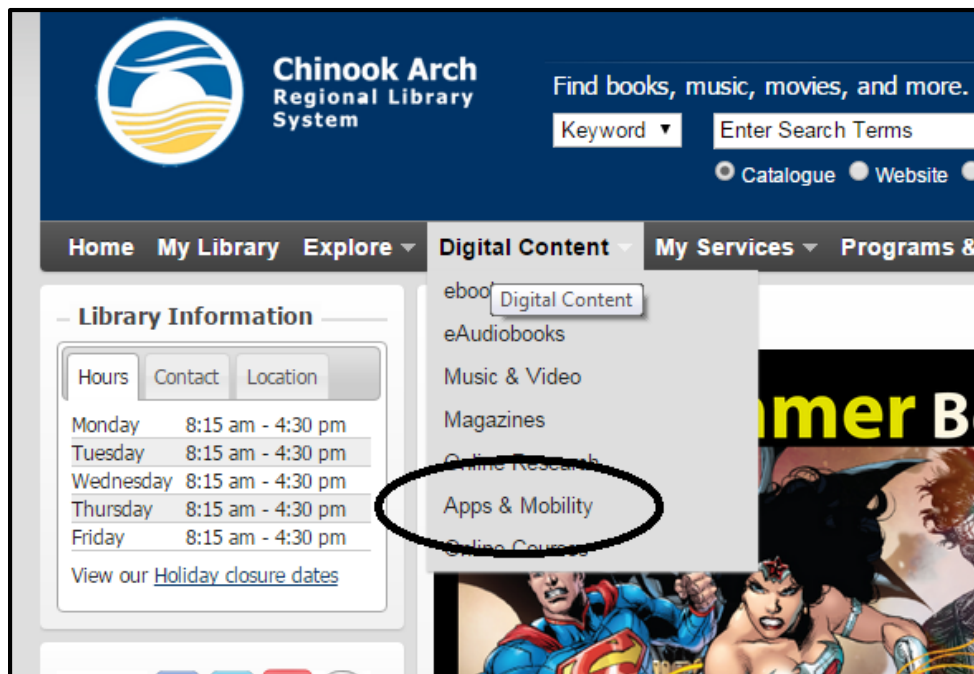 Chinook Arch
Regional Library
System
Find books, music, movies, and more.
Keyword
Enter Search Terms
Catalogue Website
Home My Library Explore Digital Content My Services Programs &
Library Information
Hours Contact Location
Monday 8:15 am - 4:30 pm
Tuesday 8:15 am - 4:30 pm
Wednesday 8:15 am - 4:30 pm
Thursday 8:15 am - 4:30 pm
Friday 8:15 am - 4:30 pm
View our Holiday closure dates
Digital Content
eAudiobooks
Music & Video
Magazines
Online Research
Apps & Mobility
Online Courses